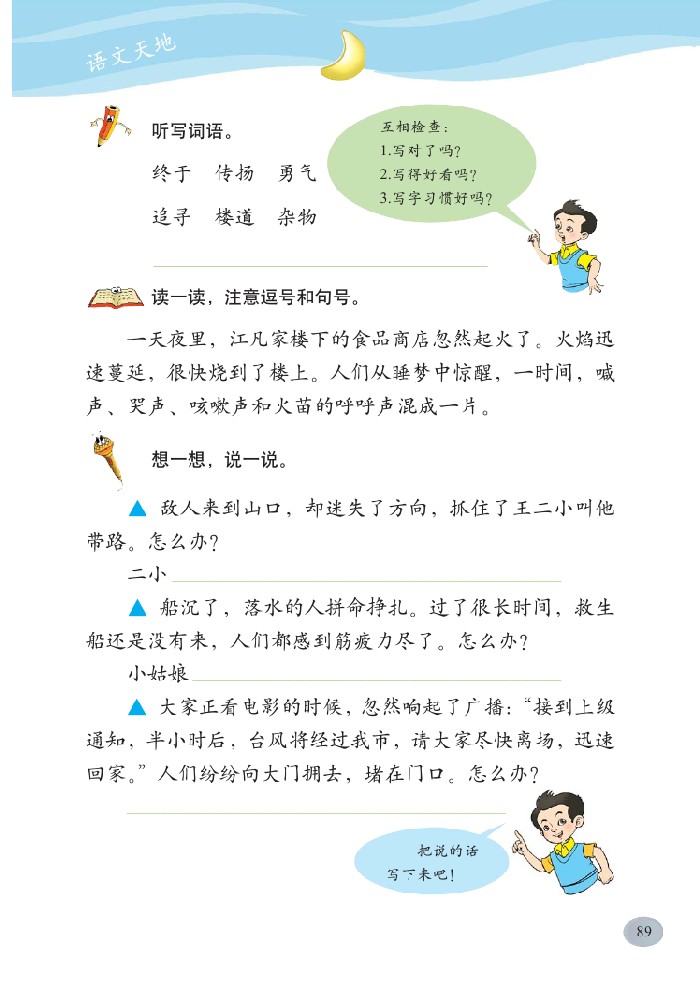 语文天地
听写词语。
终于 传扬 勇气
追寻 楼道 杂物
互相检查：
1.写对了吗？
2.写得好看吗？
3.写字习惯好吗？
读一读，注意逗号和句号。
一天夜里，江凡家楼下的食品商店忽然起火了。火焰迅
速蔓延，很快烧到了楼上。人们从睡梦中惊醒，一时间，喊
声、哭声、咳嗽声和火苗的呼呼声混成一片。
想一想，说一说。
▲ 敌人来到山口，却迷失了方向，抓住了王二小叫他
带路。怎么办？
二小
▲ 船沉了，落水的人拼命挣扎。过了很长时间，救生
船还是没有来，人们都感到筋疲力尽了。怎么办？
小姑娘
▲ 大家正看电影的时候，忽然响起了广播：“接到上级
通知，半小时后，台风将经过我市，请大家尽快离场，迅速
回家。”人们纷纷向大门拥去，堵在门口。怎么办？
把说的话
写下来吧！
89